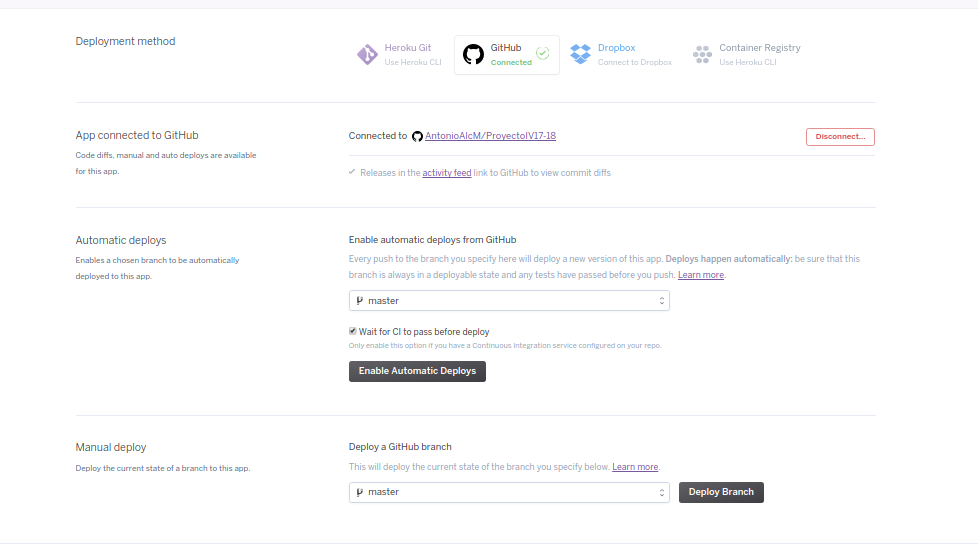 Deployment method
Heroku Git
Use Heroku CLI
GitHub
Connected
Dropbox
Connect to Dropbox
Container Registry
Use Heroku CLI
App connected to GitHub
Code diffs, manual and auto deploys are available
for this app.
Connected to AntonioAlcM/ProyectoIV17-18
Disconnect...
Releases in the activity feed link to GitHub to view commit diffs
Automatic deploys
Enables a chosen branch to be automatically
deployed to this app.
Enable automatic deploys from GitHub
Every push to the branch you specify here will deploy a new version of this app. Deploys happen automatically: be sure that this
branch is always in a deployable state and any tests have passed before you push. Learn more.
master
Wait for CI to pass before deploy
Only enable this option if you have a Continuous Integration service configured on your repo.
Enable Automatic Deploys
Manual deploy
Deploy the current state of a branch to this app.
Deploy a GitHub branch
This will deploy the current state of the branch you specify below. Learn more.
master
Deploy Branch